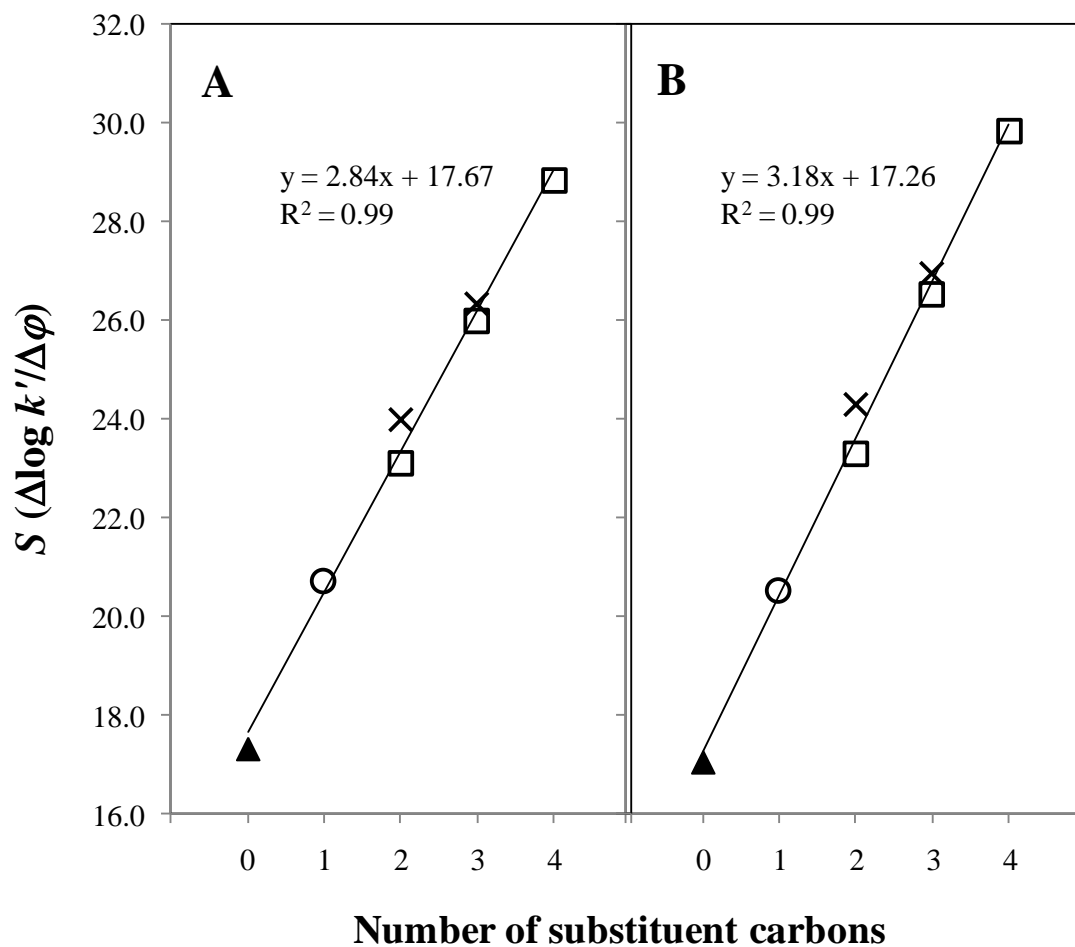 32.0
30.0
28.0
26.0
24.0
22.0
20.0
18.0
16.0
S (Δlog k'/Δφ)
A
y = 2.84x + 17.67
R² = 0.99
B
y = 3.18x + 17.26
R² = 0.99
0 1 2 3 4 0 1 2 3 4
Number of substituent carbons